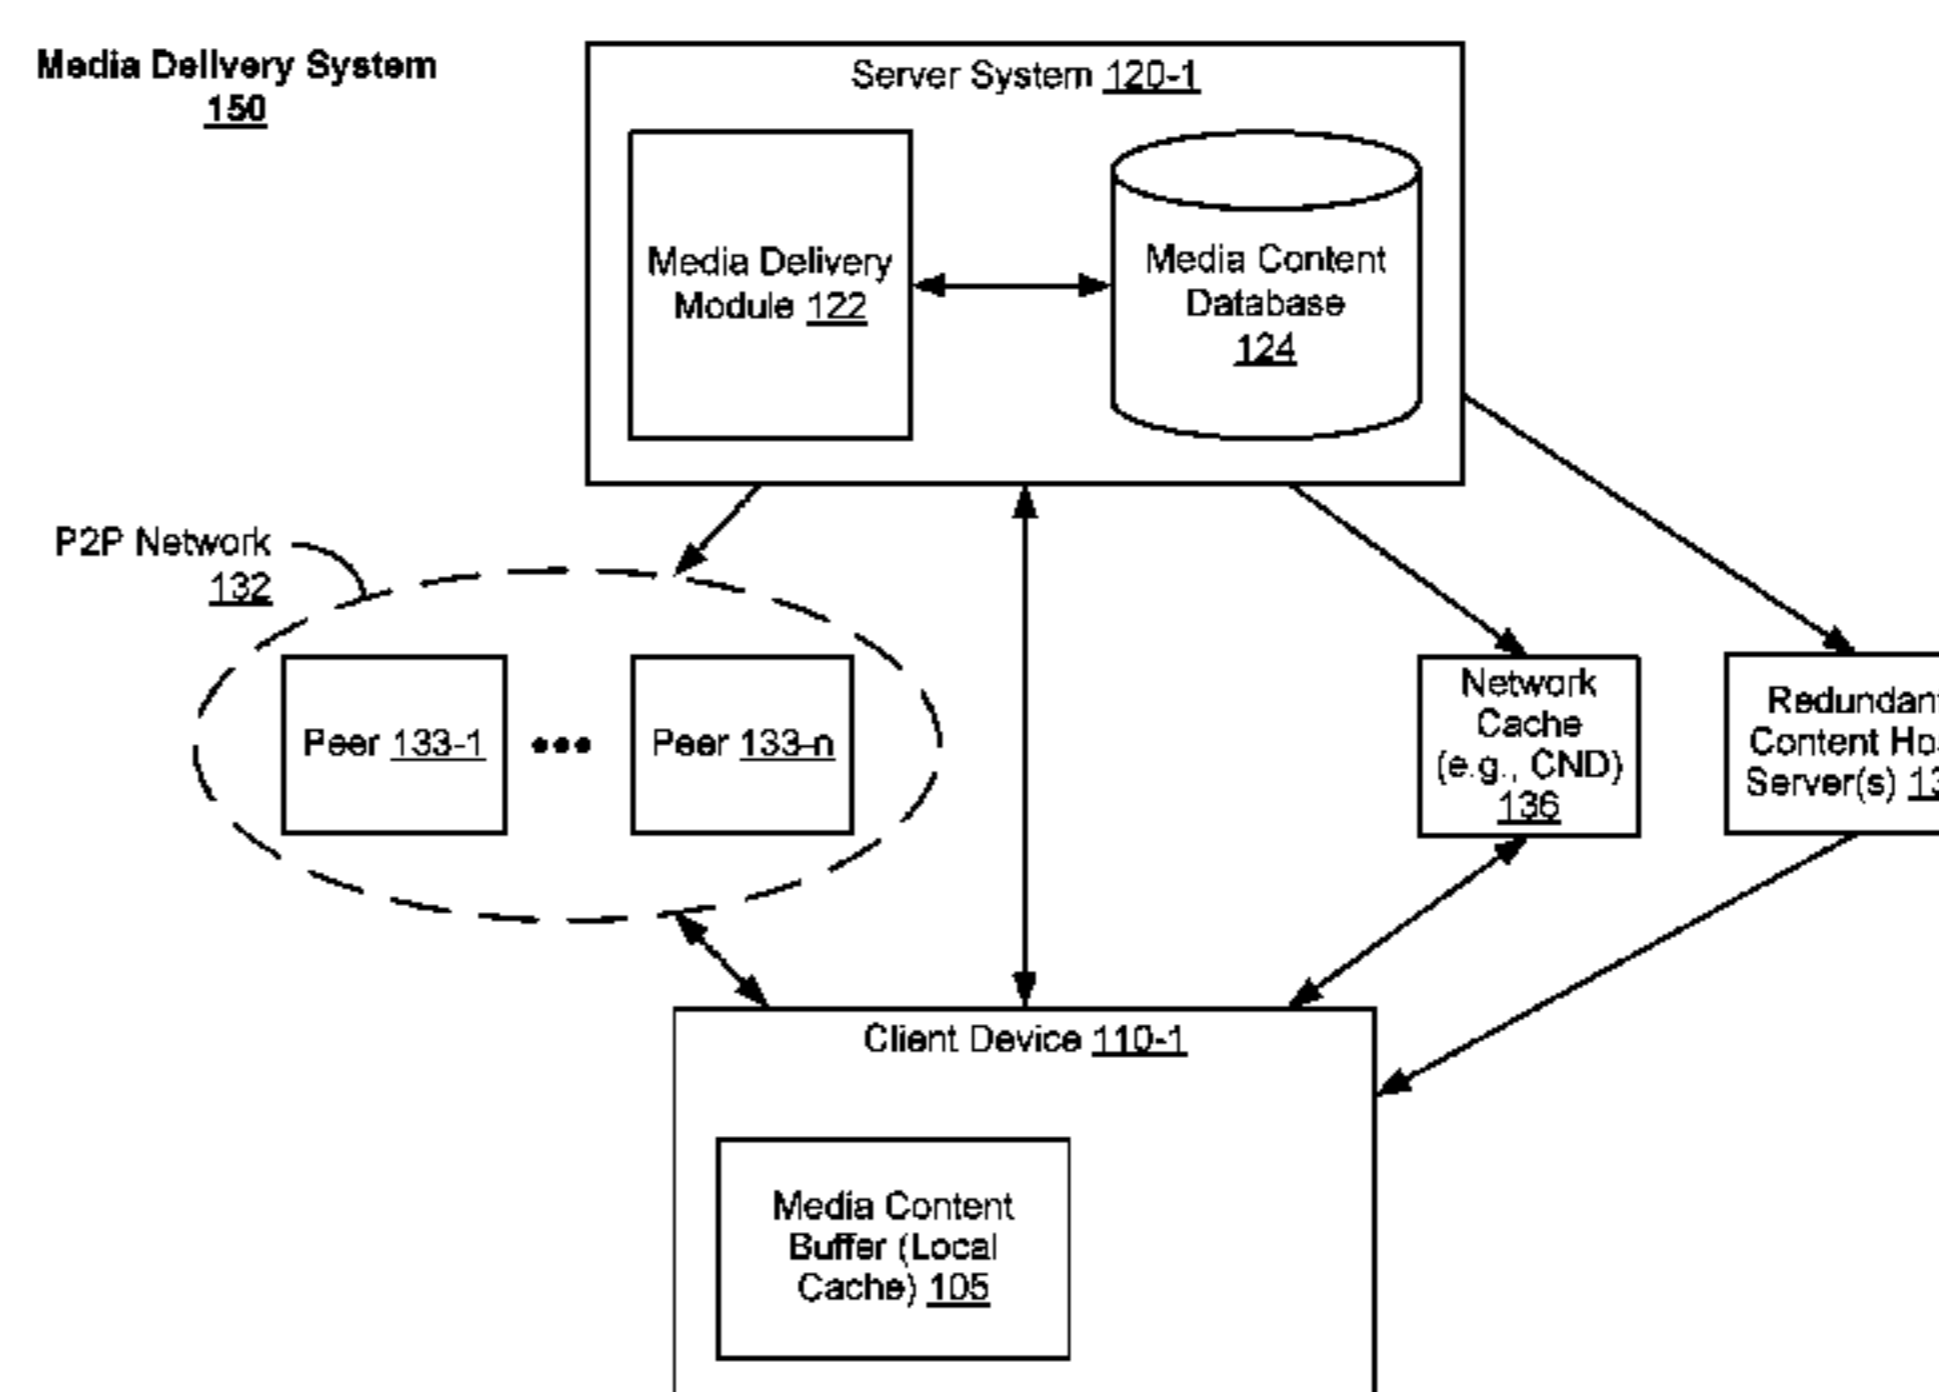 Media Delivery System
150
Server System 120-1
Media Delivery
Module 122
Media Content
Database
124
P2P Network
132
Peer 133-1
Peer 133-n
Network
Cache
(e.g., CND)
136
Content
Server(s)
Client Device 110-1
Media Content
Buffer (Local
Cache) 105